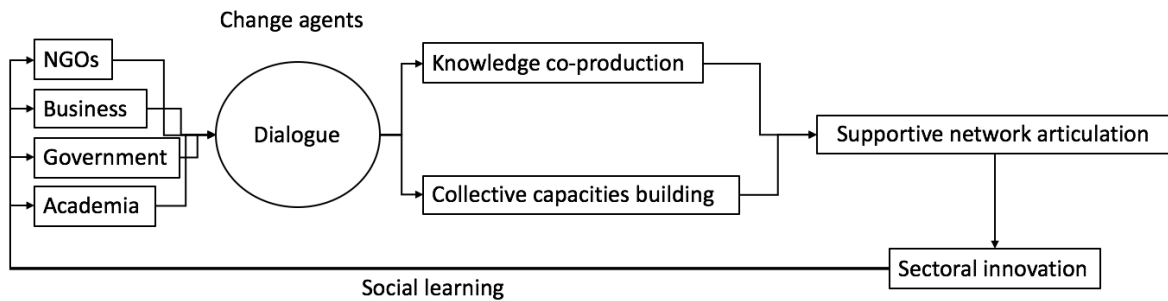 Change agents
NGOs
Business
Government
Academia
Dialogue
Knowledge co-production
Collective capacities building
Supportive network articulation
Sectoral innovation
Social learning